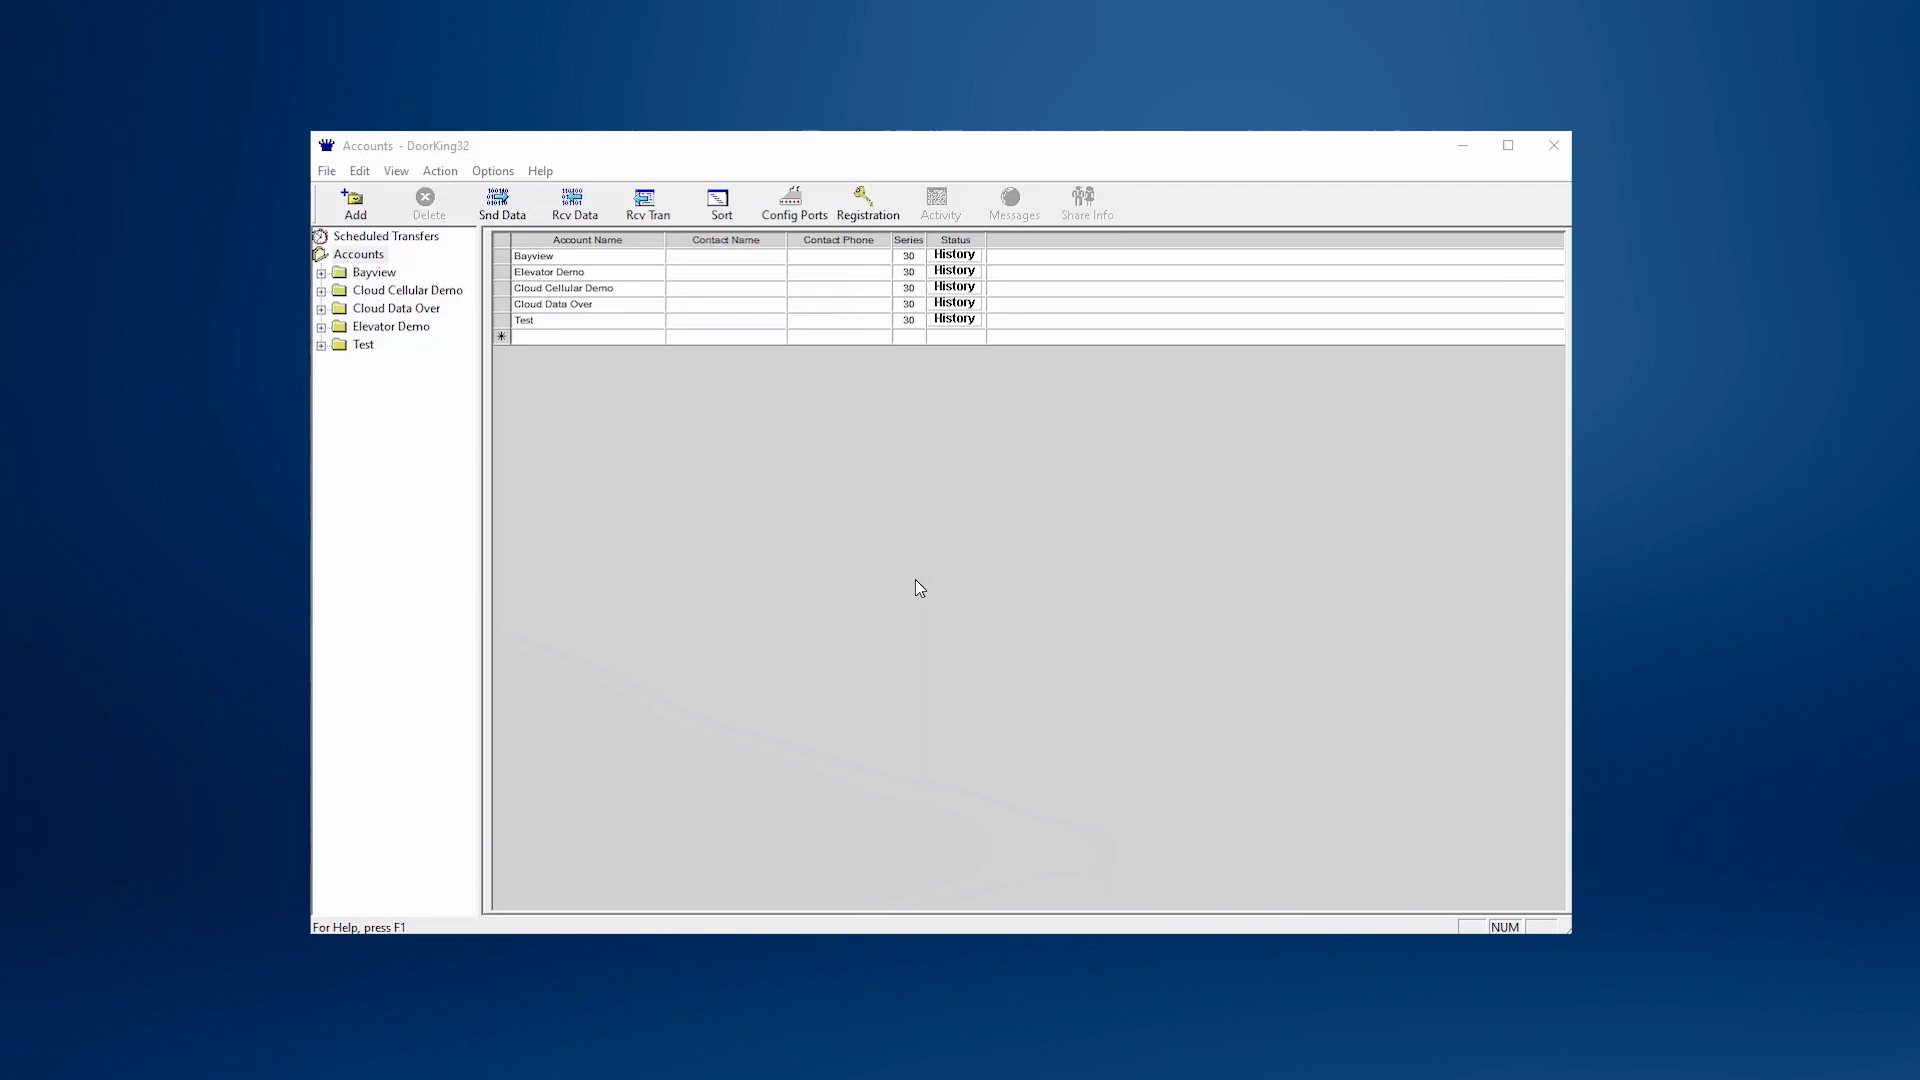 Accounts - DoorKing32
File Edit View Action Options Help
Add Delete Snd Data Rcv Data Rcv Tran Sort Config Ports Registration Activity Messages Share Info
Scheduled Transfers
Accounts
Bayview
Cloud Cellular Demo
Cloud Data Over
Elevator Demo
Test
Account Name Contact Name Contact Phone Series Status
Bayview 30 History
Elevator Demo 30 History
Cloud Cellular Demo 30 History
Cloud Data Over 30 History
Test 30 History
For Help, press F1
NUM